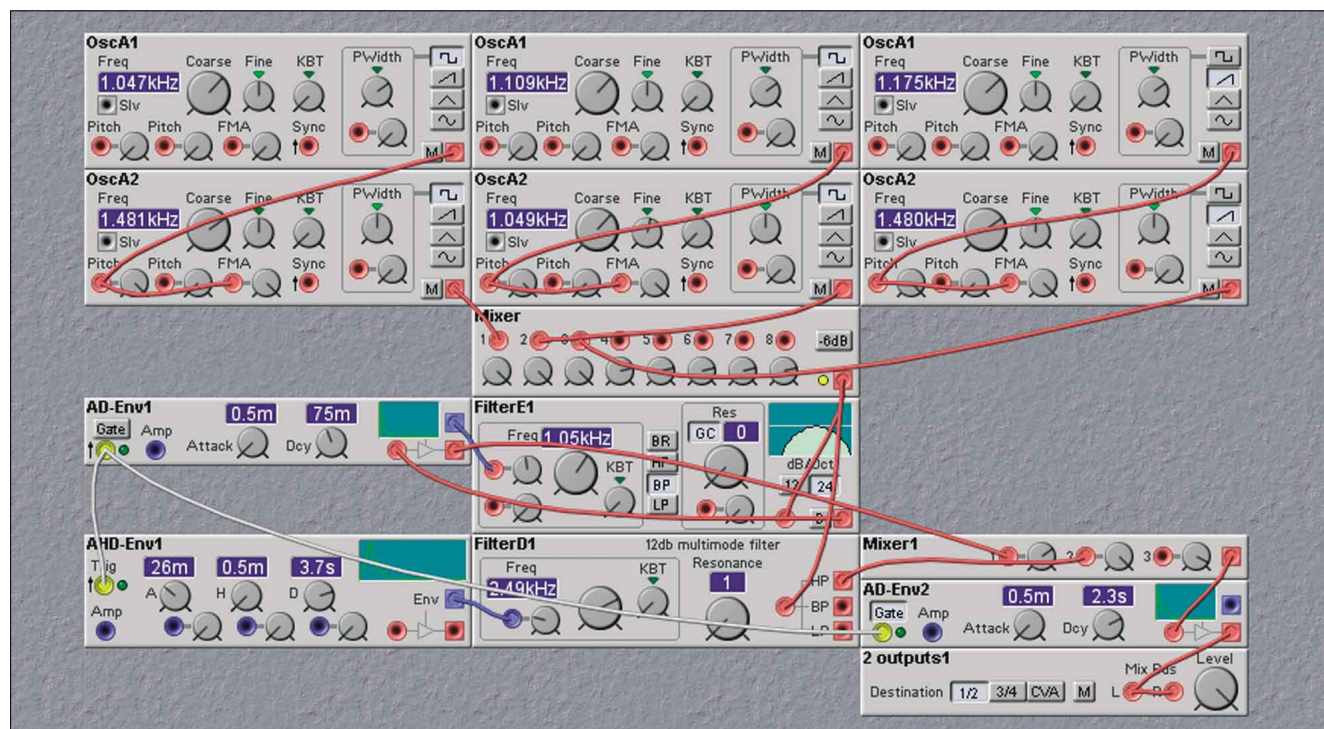 OscA1 OscA1 OscA1
Freq Coarse Fine KBT PWidth Freq Coarse Fine KBT PWidth Freq Coarse Fine KBT PWidth
1.047kHz 1.109kHz 1.175kHz
Slv Slv Slv
Pitch Pitch FMA Sync Pitch Pitch FMA Sync Pitch Pitch FMA Sync
M M M
OscA2 OscA2 OscA2
Freq Coarse Fine KBT PWidth Freq Coarse Fine KBT PWidth Freq Coarse Fine KBT PWidth
1.481kHz 1.049kHz 1.480kHz
Slv Slv Slv
Pitch Pitch FMA Sync Pitch Pitch FMA Sync Pitch Pitch FMA Sync
M M M
Mixer
1 2 3 4 5 6 7 8 -6dB
AD-Env1 0.5m 75m
Gate Amp Attack Dcy
FilterE1 Res
Freq 1.05kHz BR GC 0
HP
KBT BP dB/Oct
LP 12 24
AHD-Env1
Trig 26m 0.5m 3.7s
A H D
Amp Env
FilterD1 12db multimode filter
Freq KBT Resonance
2.49kHz 1
HP
BP
LP
Mixer1 1 2 3
AD-Env2 0.5m 2.3s
Gate Amp Attack Dcy
2 outputs1 Level
Mix Bus
Destination 1/2 3/4 CVA M L R